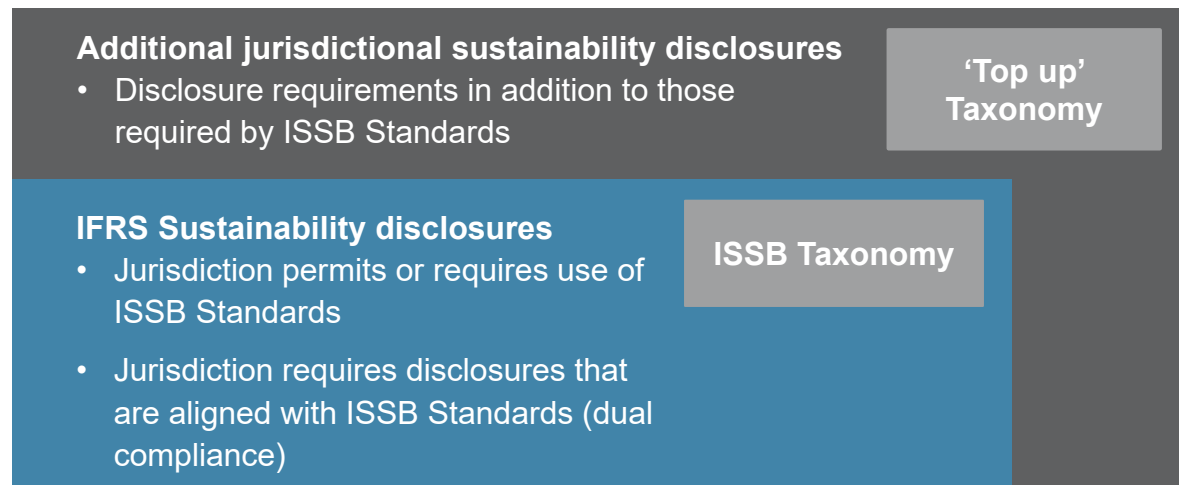 Additional jurisdictional sustainability disclosures
• Disclosure requirements in addition to those
required by ISSB Standards
‘Top up’
Taxonomy
IFRS Sustainability disclosures
• Jurisdiction permits or requires use of
ISSB Standards
• Jurisdiction requires disclosures that
are aligned with ISSB Standards (dual
compliance)
ISSB Taxonomy